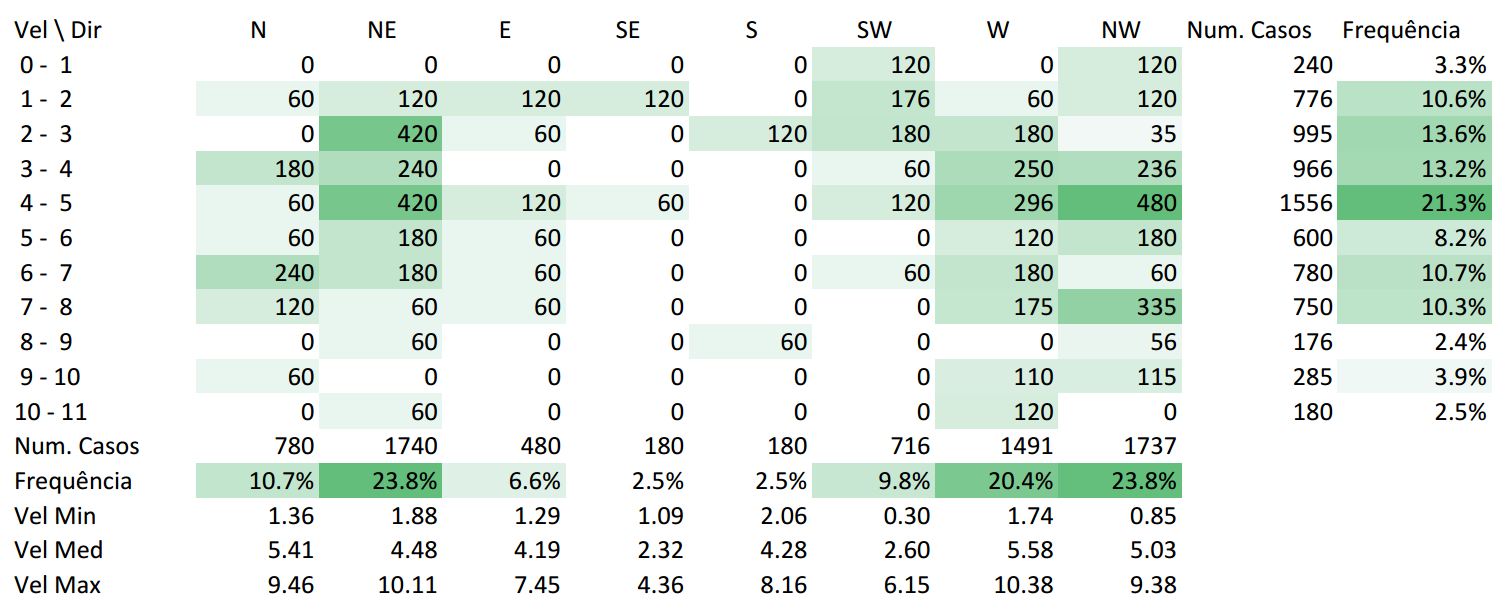 Vel \ Dir N NE E SE S SW W NW Num. Casos Frequência
0 - 1 0 0 0 0 0 120 0 120 240 3.3%
1 - 2 60 120 120 120 0 176 60 120 776 10.6%
2 - 3 0 420 60 0 120 180 180 35 995 13.6%
3 - 4 180 240 0 0 0 60 250 236 966 13.2%
4 - 5 60 420 120 60 0 120 296 480 1556 21.3%
5 - 6 60 180 60 0 0 0 120 180 600 8.2%
6 - 7 240 180 60 0 0 60 180 60 780 10.7%
7 - 8 120 60 60 0 0 0 175 335 750 10.3%
8 - 9 0 60 0 0 60 0 0 56 176 2.4%
9 - 10 60 0 0 0 0 0 110 115 285 3.9%
10 - 11 0 60 0 0 0 0 120 0 180 2.5%
Num. Casos 780 1740 480 180 180 716 1491 1737
Frequência 10.7% 23.8% 6.6% 2.5% 2.5% 9.8% 20.4% 23.8%
Vel Min 1.36 1.88 1.29 1.09 2.06 0.30 1.74 0.85
Vel Med 5.41 4.48 4.19 2.32 4.28 2.60 5.58 5.03
Vel Max 9.46 10.11 7.45 4.36 8.16 6.15 10.38 9.38